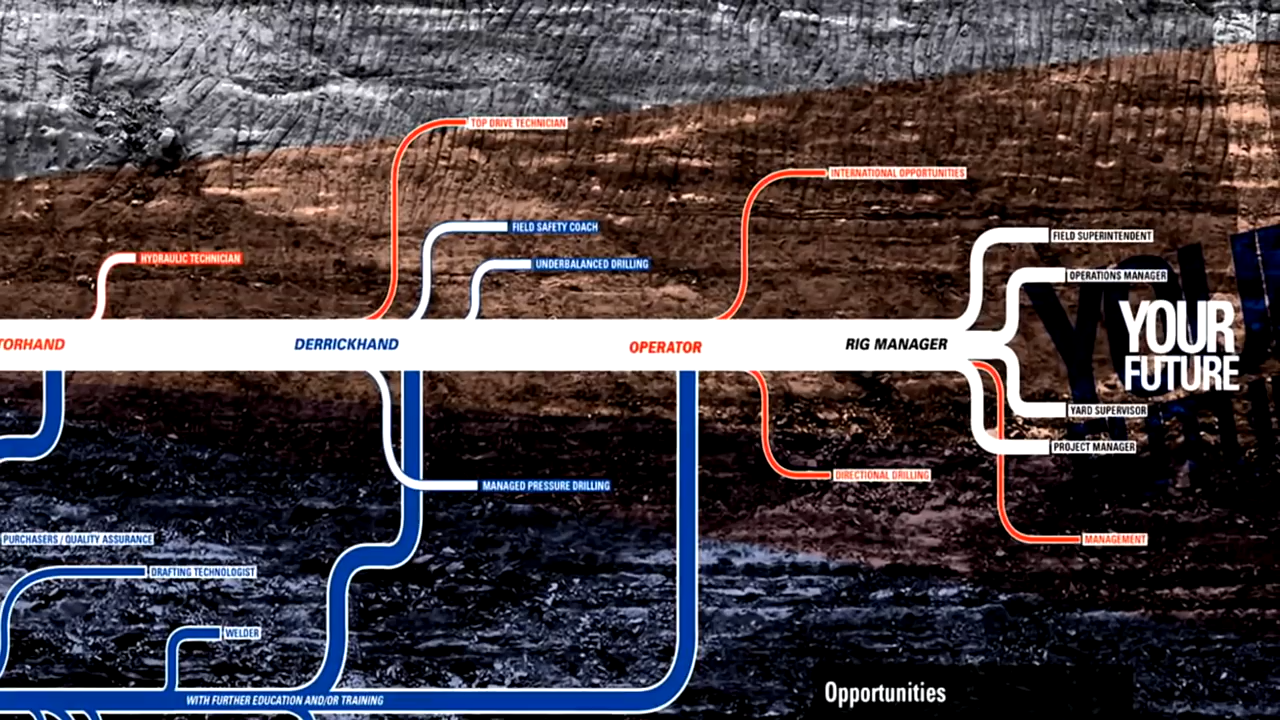 TOP DRIVE TECHNICIAN
INTERNATIONAL OPPORTUNITIES
FIELD SAFETY COACH
FIELD SUPERINTENDENT
HYDRAULIC TECHNICIAN
UNDERBALANCED DRILLING
OPERATIONS MANAGER
TORHAND
DERRICKHAND
OPERATOR
RIG MANAGER
YOUR
FUTURE
YARD SUPERVISOR
PROJECT MANAGER
DIRECTIONAL DRILLING
MANAGED PRESSURE DRILLING
PURCHASERS / QUALITY ASSURANCE
MANAGEMENT
DRAFTING TECHNOLOGIST
WELDER
WITH FURTHER EDUCATION AND/OR TRAINING
Opportunities